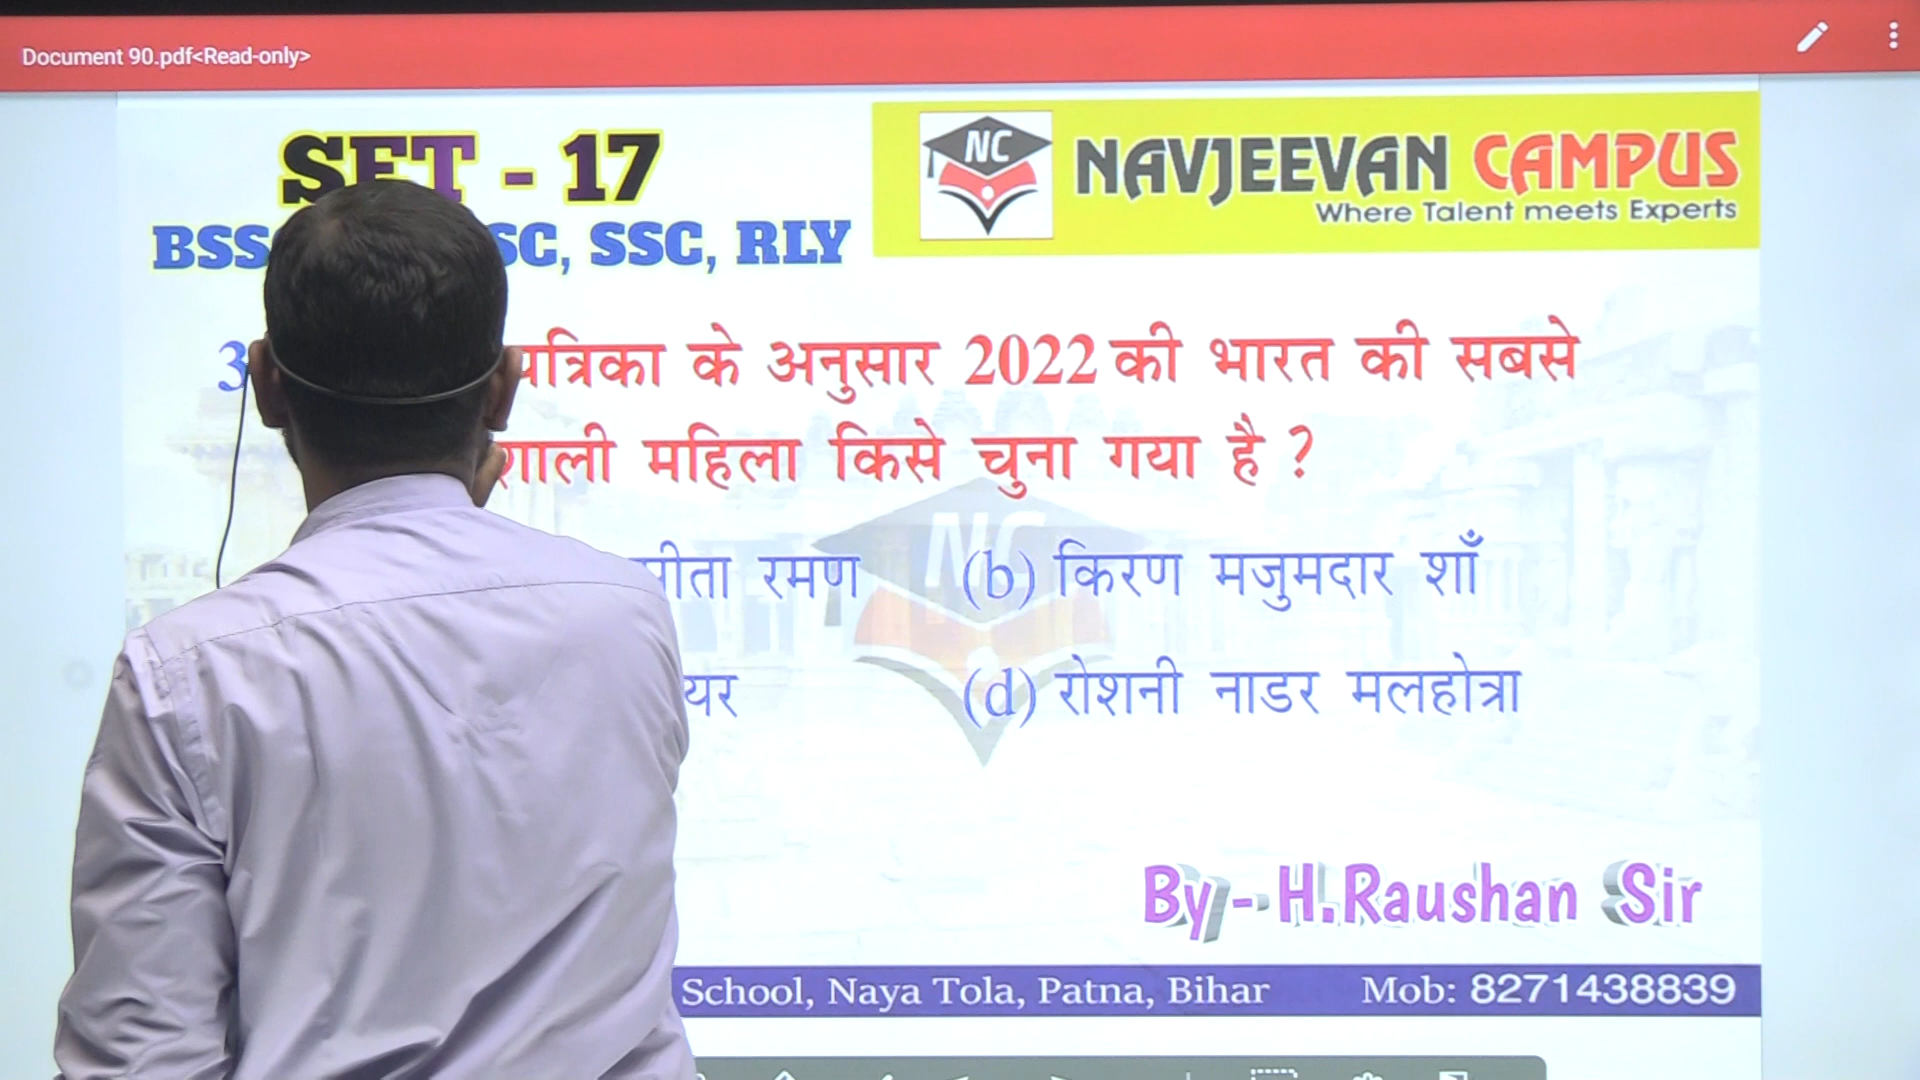 Document 90.pdf<Read-only>
SET - 17
NC
NAVJEEVAN CAMPUS
Where Talent meets Experts
SSC, RLY
पत्रिका के अनुसार 2022 की भारत की सबसे
महिला किसे चुना गया है ?
NC
रमण (b) किरण मजुमदार शाँ
(d) रोशनी नाडर मलहोत्रा
By - H.Raushan Sir
School, Naya Tola, Patna, Bihar Mob: 8271438839